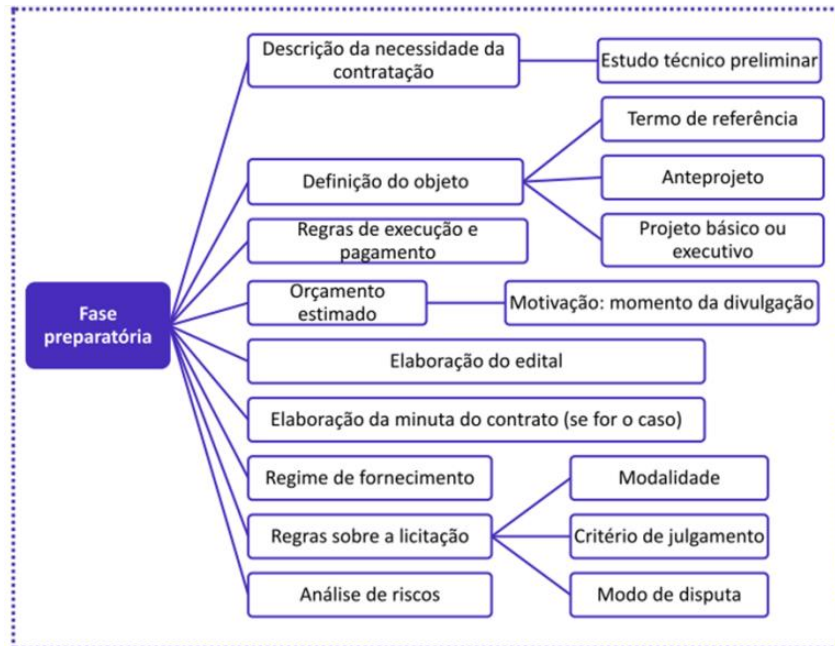 Fase
preparatória
Descrição da necessidade da
contratação
Estudo técnico preliminar
Definição do objeto
Termo de referência
Anteprojeto
Projeto básico ou
executivo
Regras de execução e
pagamento
Orçamento
estimado
Motivação: momento da divulgação
Elaboração do edital
Elaboração da minuta do contrato (se for o caso)
Regime de fornecimento
Regras sobre a licitação
Modalidade
Critério de julgamento
Modo de disputa
Análise de riscos